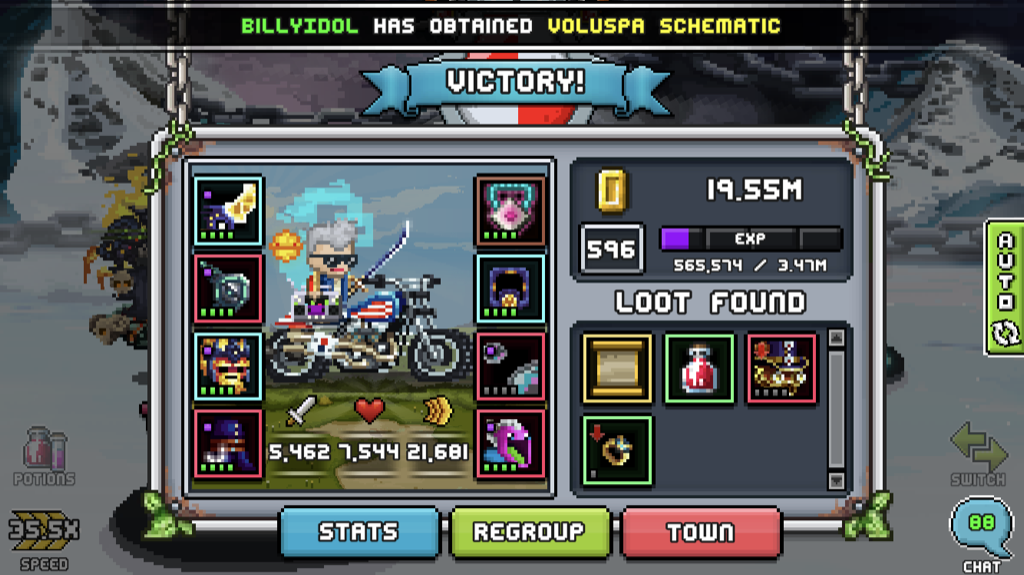 BILLYIDOL HAS OBTAINED VOLUSPA SCHEMATIC
VICTORY!
19.55M
596
EXP
565,574 / 3.47M
LOOT FOUND
5,462 7,544 21,681
STATS
REGROUP
TOWN
POTIONS
35.5X
SPEED
AUTO
SWITCH
88
CHAT